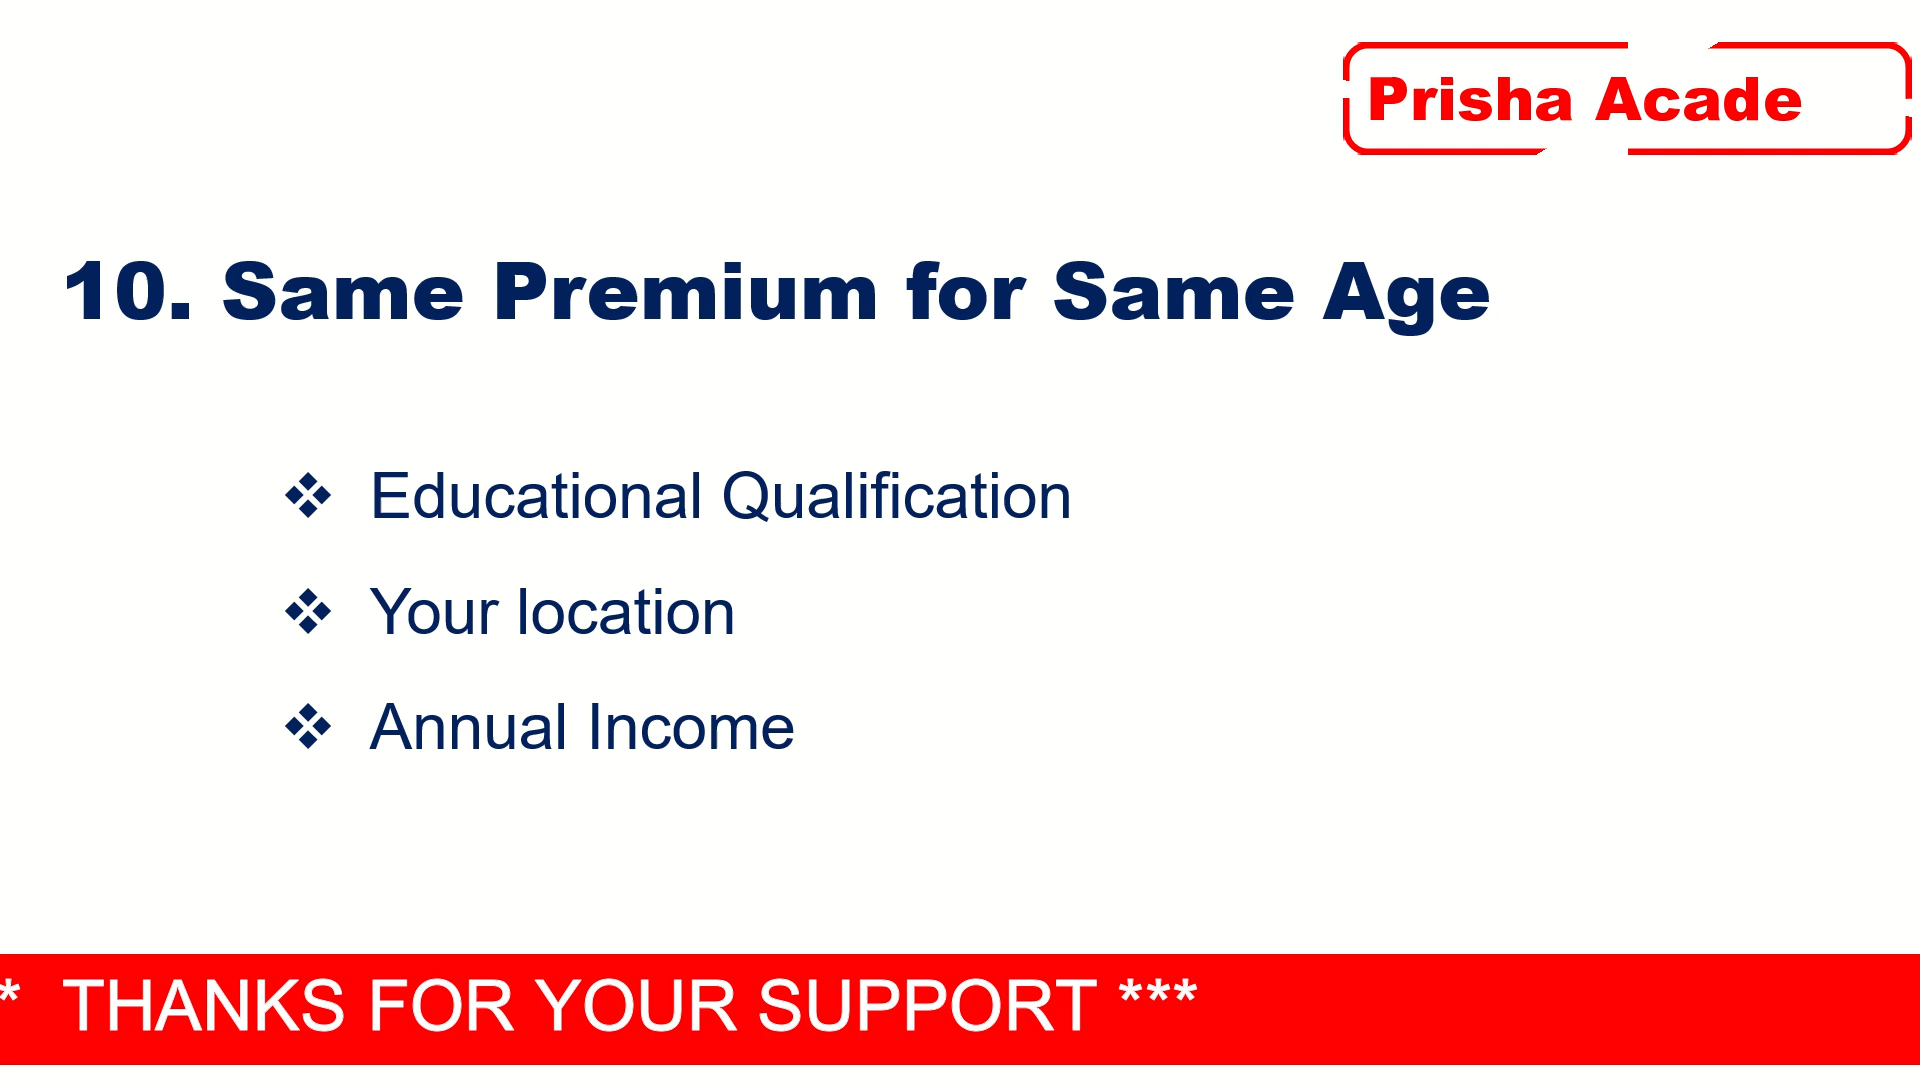 Prisha Acade
10. Same Premium for Same Age
❖ Educational Qualification
❖ Your location
❖ Annual Income
* THANKS FOR YOUR SUPPORT ***